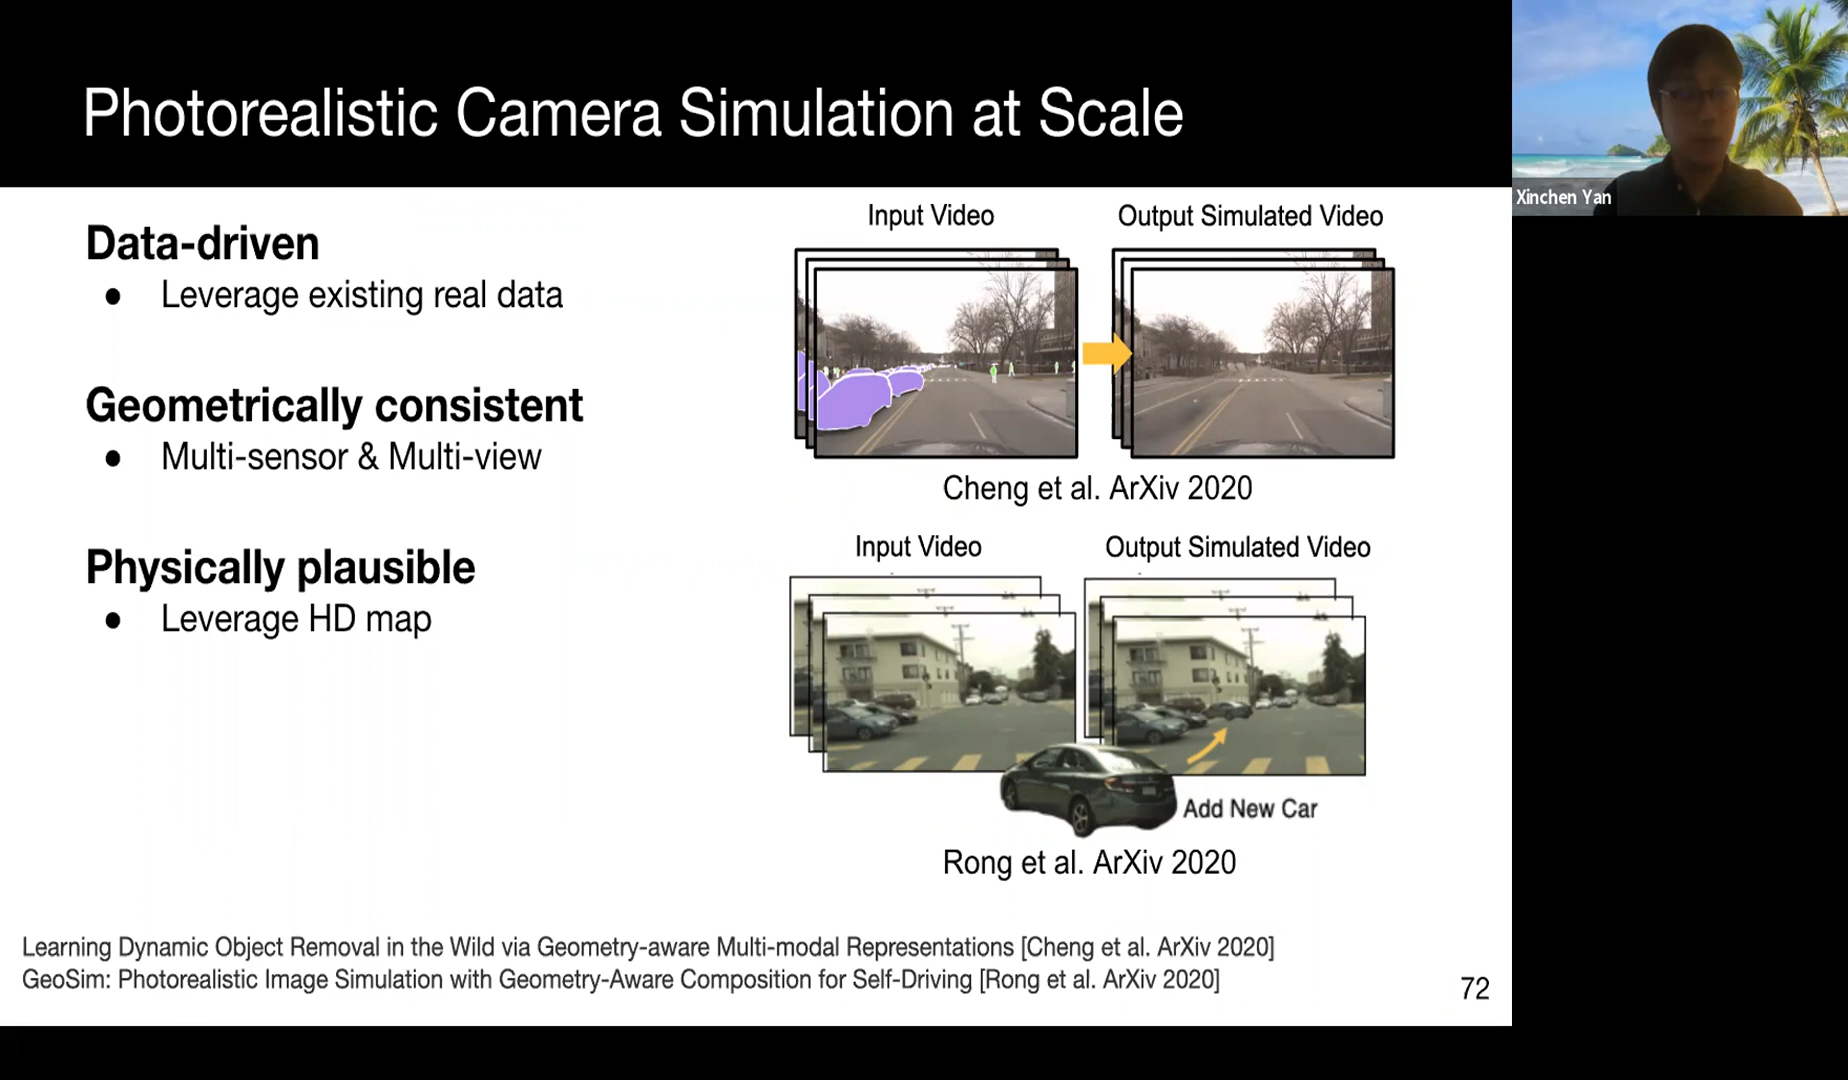 Photorealistic Camera Simulation at Scale
Xinchen Yan
Data-driven
● Leverage existing real data
Geometrically consistent
● Multi-sensor & Multi-view
Physically plausible
● Leverage HD map
Input Video
Output Simulated Video
Cheng et al. ArXiv 2020
Input Video
Output Simulated Video
Add New Car
Rong et al. ArXiv 2020
Learning Dynamic Object Removal in the Wild via Geometry-aware Multi-modal Representations [Cheng et al. ArXiv 2020]
GeoSim: Photorealistic Image Simulation with Geometry-Aware Composition for Self-Driving [Rong et al. ArXiv 2020]
72